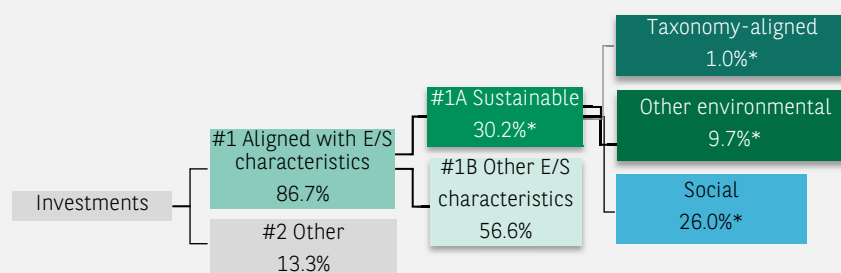 Investments
#1 Aligned with E/S
characteristics
86.7%
#2 Other
13.3%
#1A Sustainable
30.2%*
#1B Other E/S
characteristics
56.6%
Taxonomy-aligned
1.0%*
Other environmental
9.7%*
Social
26.0%*